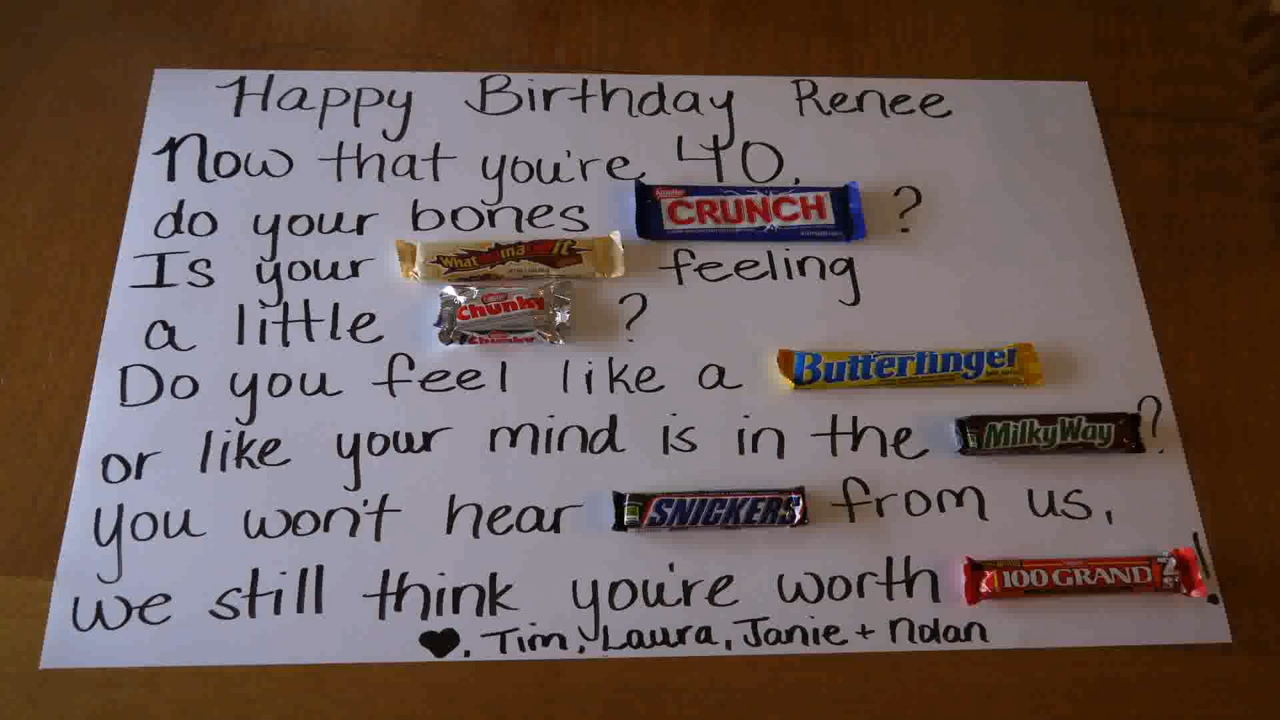 Happy Birthday Renee
Now that you're 40,
do your bones CRUNCH ?
Is your Whatchamacallit feeling
a little Chunky ?
Do you feel like a Butterfinger
or like your mind is in the Milky Way ?
you won't hear SNICKERS from us,
we still think you're worth 100 GRAND !
♥, Tim, Laura, Janie + Nolan